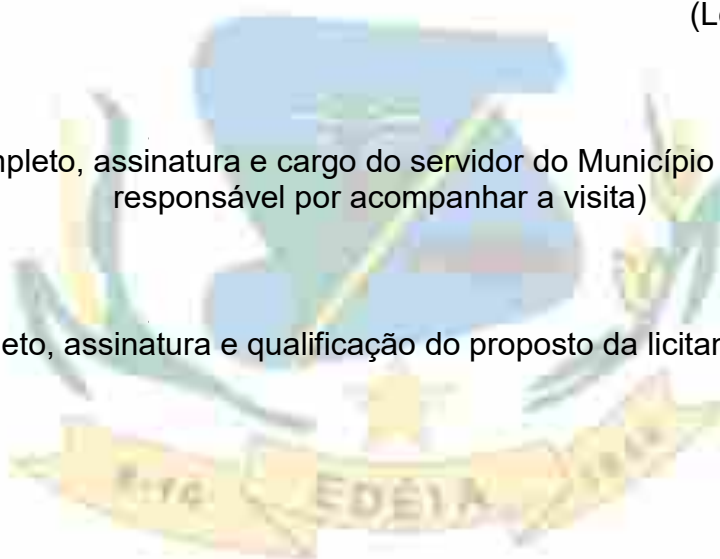 (L
mpleto, assinatura e cargo do servidor do Município
responsável por acompanhar a visita)
eto, assinatura e qualificação do proposto da licitan
EDÉIA